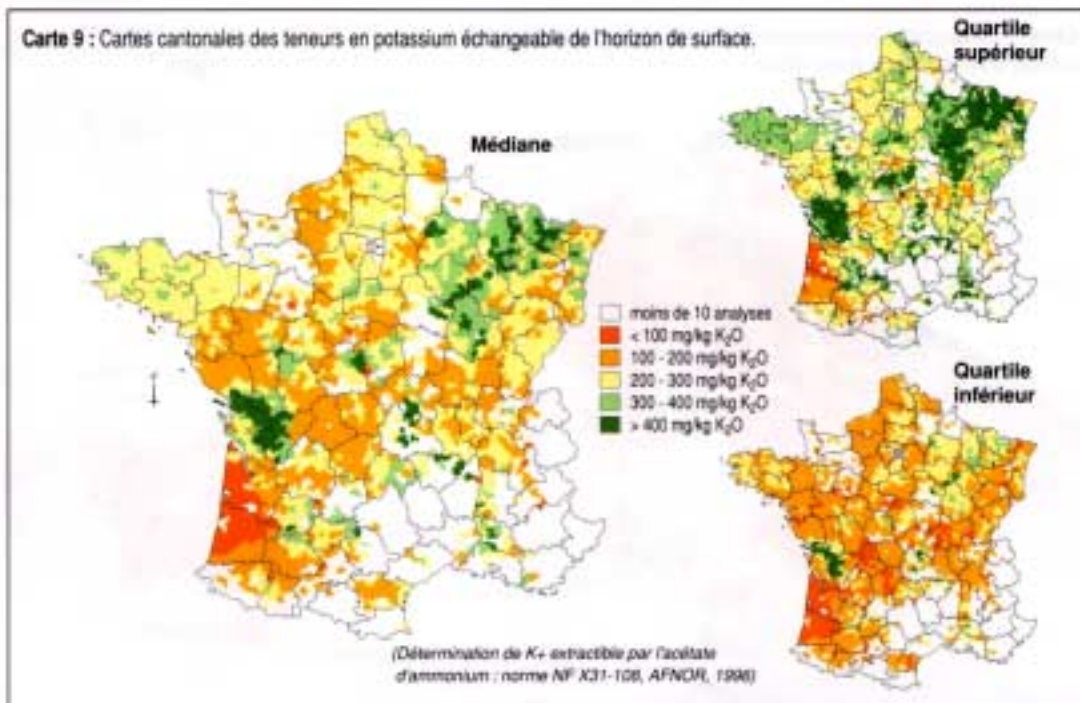 Carte 9 : Cartes cantonales des teneurs en potassium échangeable de l'horizon de surface.
Quartile
supérieur
Médiane
moins de 10 analyses
< 100 mg/kg K₂O
100 - 200 mg/kg K₂O
200 - 300 mg/kg K₂O
300 - 400 mg/kg K₂O
> 400 mg/kg K₂O
Quartile
inférieur
(Détermination de K+ extractible par l'acétate
d'ammonium : norme NF X31-108, AFNOR, 1998)